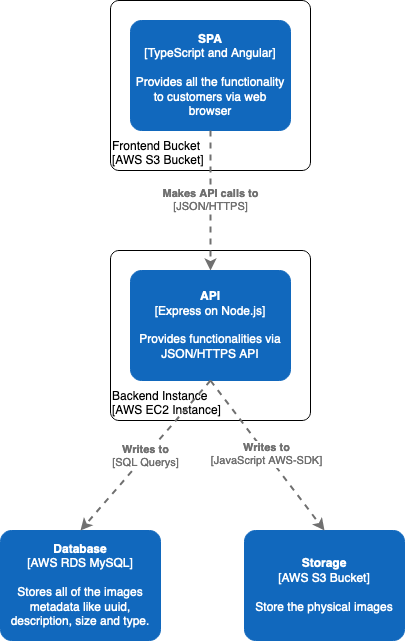 SPA
[TypeScript and Angular]
Provides all the functionality
to customers via web
browser
Frontend Bucket
[AWS S3 Bucket]
Makes API calls to
[JSON/HTTPS]
API
[Express on Node.js]
Provides functionalities via
JSON/HTTPS API
Backend Instance
[AWS EC2 Instance]
Writes to
[SQL Querys]
Writes to
[JavaScript AWS-SDK]
Database
[AWS RDS MySQL]
Stores all of the images
metadata like uuid,
description, size and type.
Storage
[AWS S3 Bucket]
Store the physical images